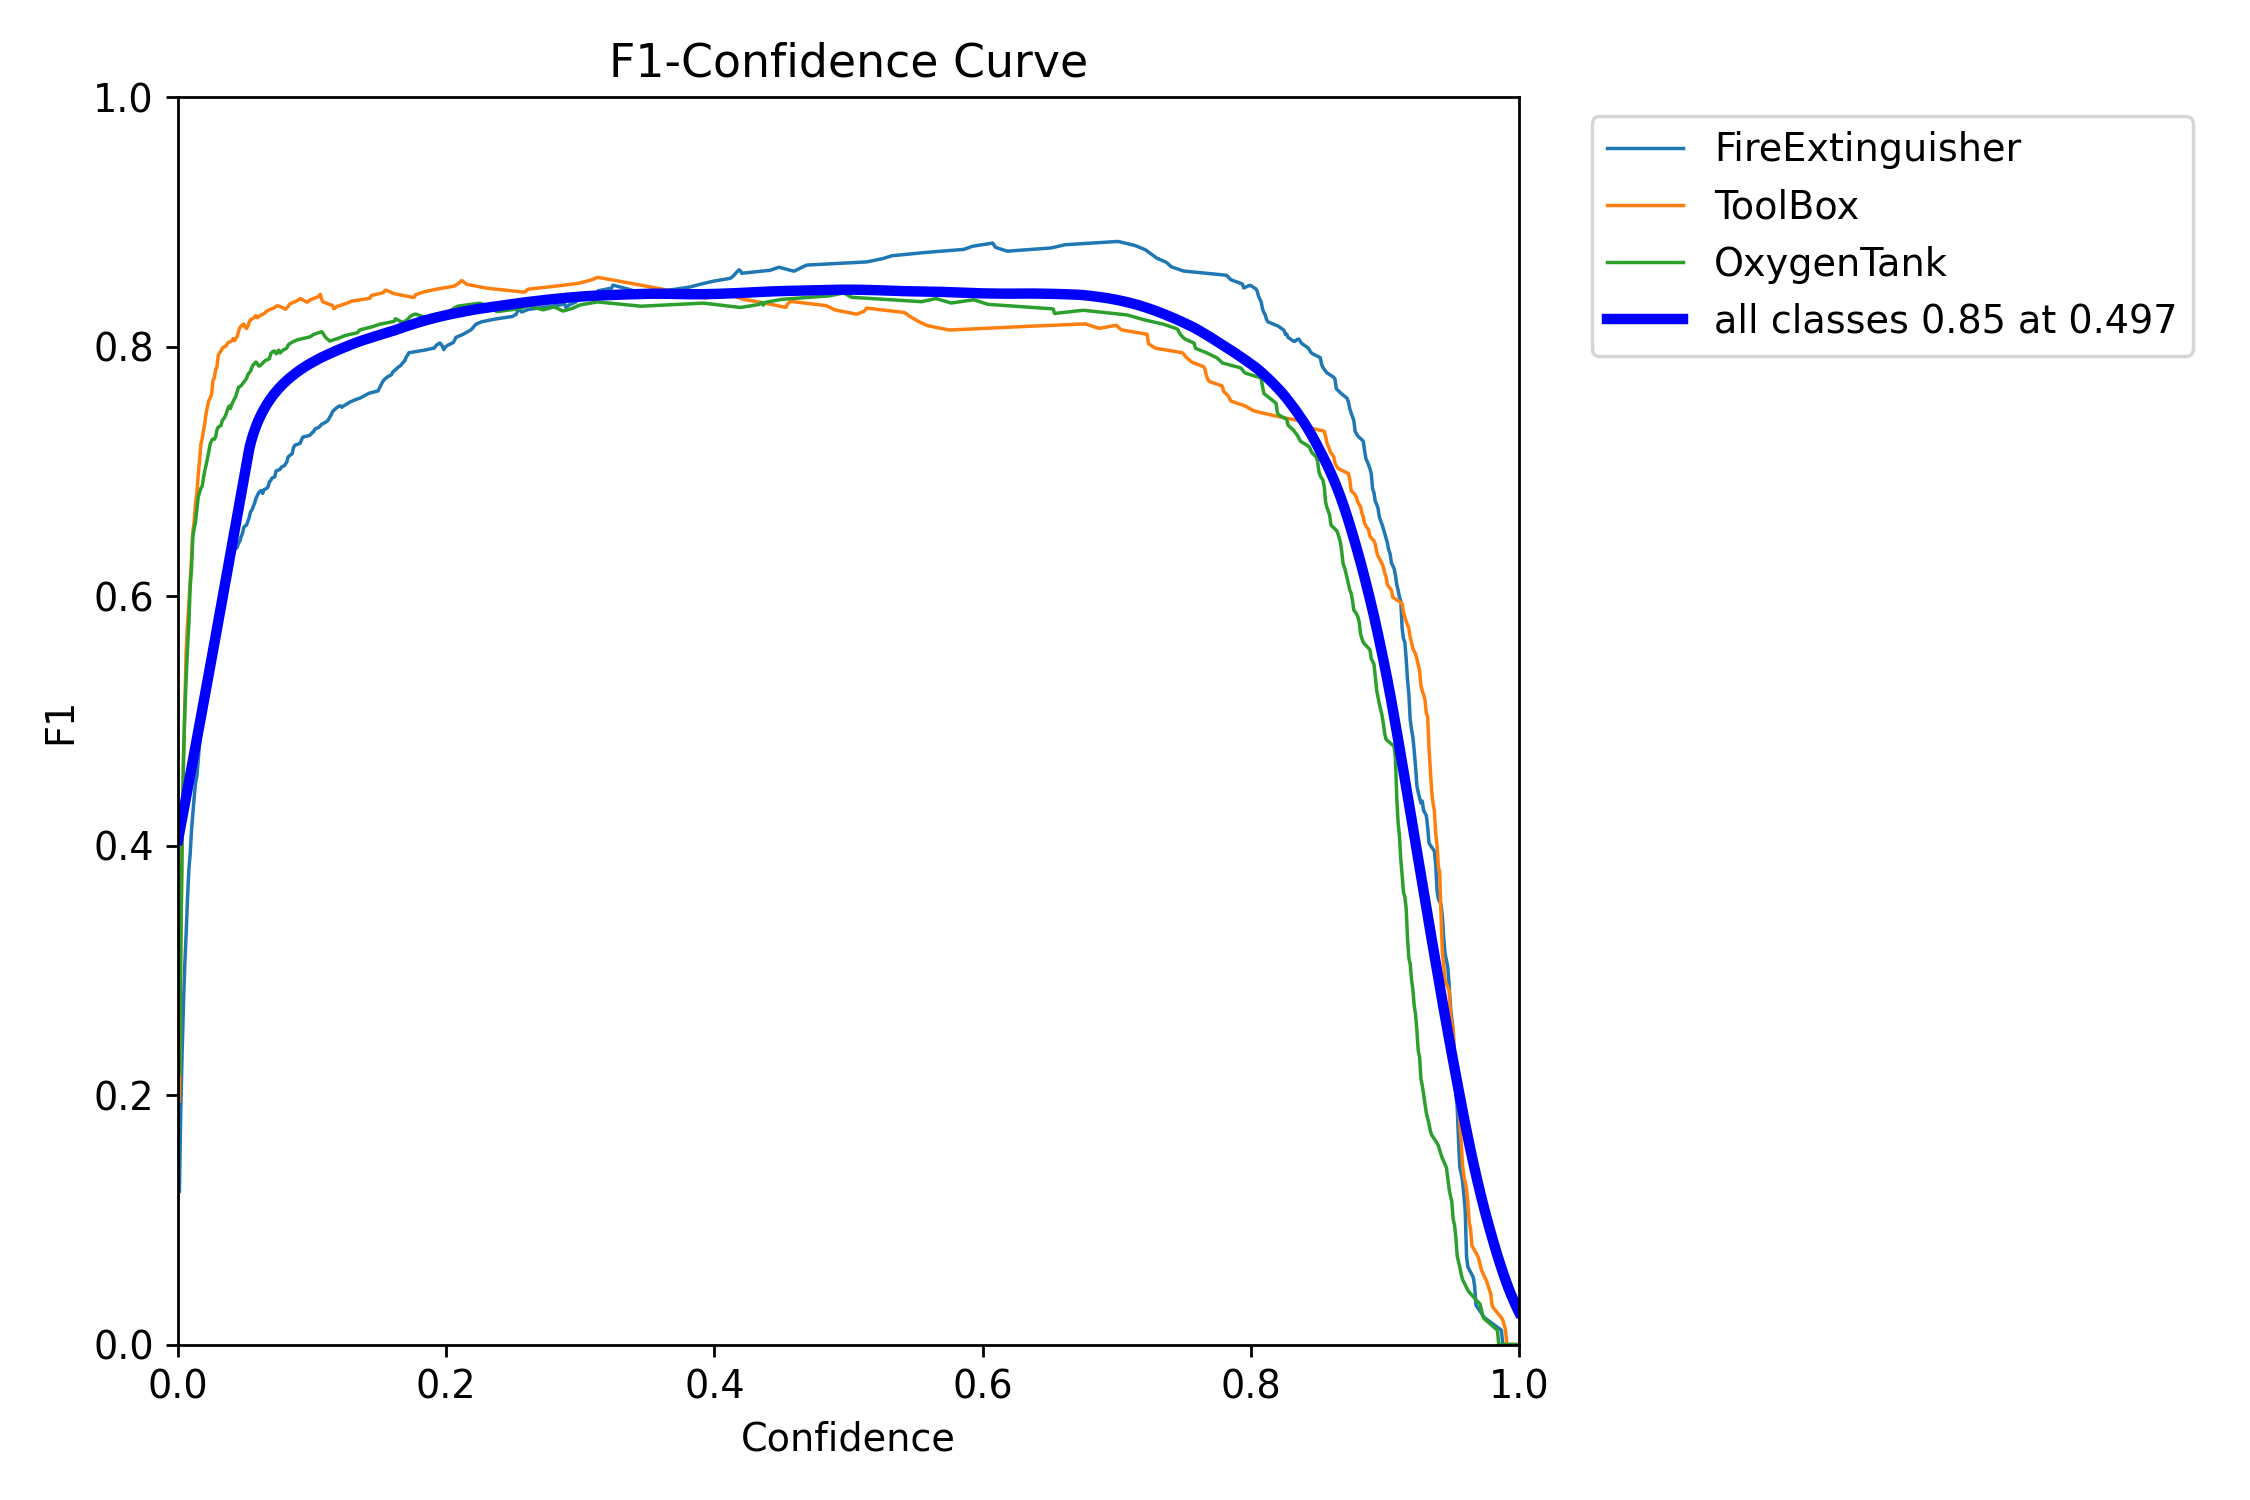 F1-Confidence Curve
1.0
0.8
0.6
0.4
0.2
0.0
F1
0.0 0.2 0.4 0.6 0.8 1.0
Confidence
FireExtinguisher
ToolBox
OxygenTank
all classes 0.85 at 0.497